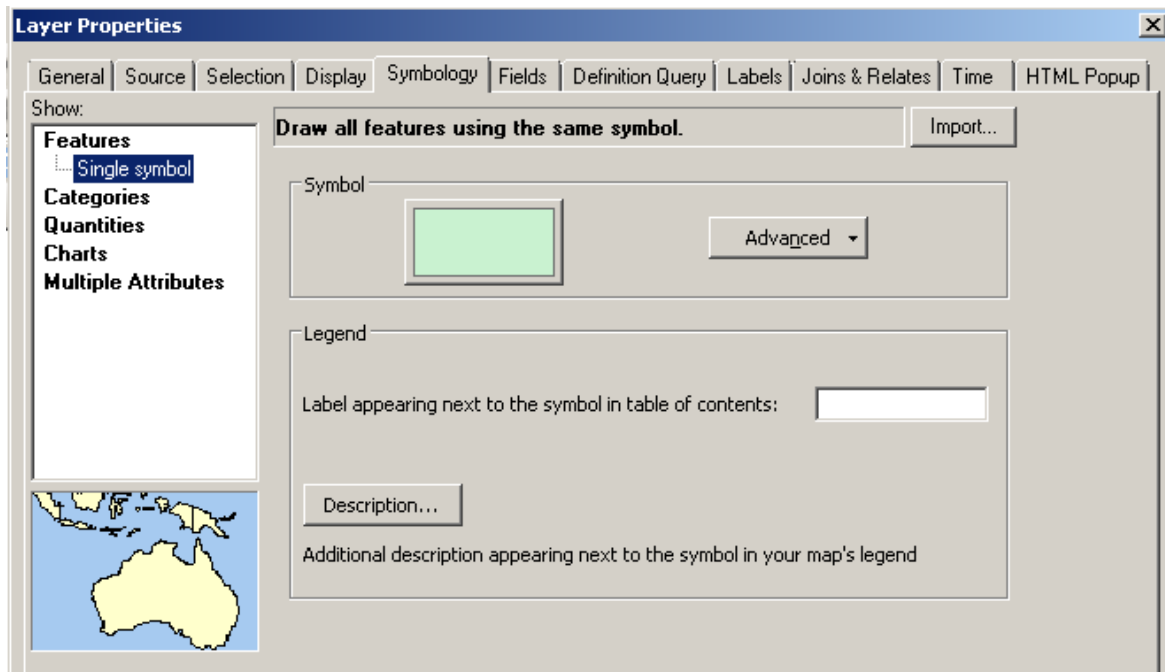 Layer Properties
General Source Selection Display Symbology Fields Definition Query Labels Joins & Relates Time HTML Popup
Show:
Features
Single symbol
Categories
Quantities
Charts
Multiple Attributes
Draw all features using the same symbol.
Import...
Symbol
Advanced
Legend
Label appearing next to the symbol in table of contents:
Description...
Additional description appearing next to the symbol in your map's legend